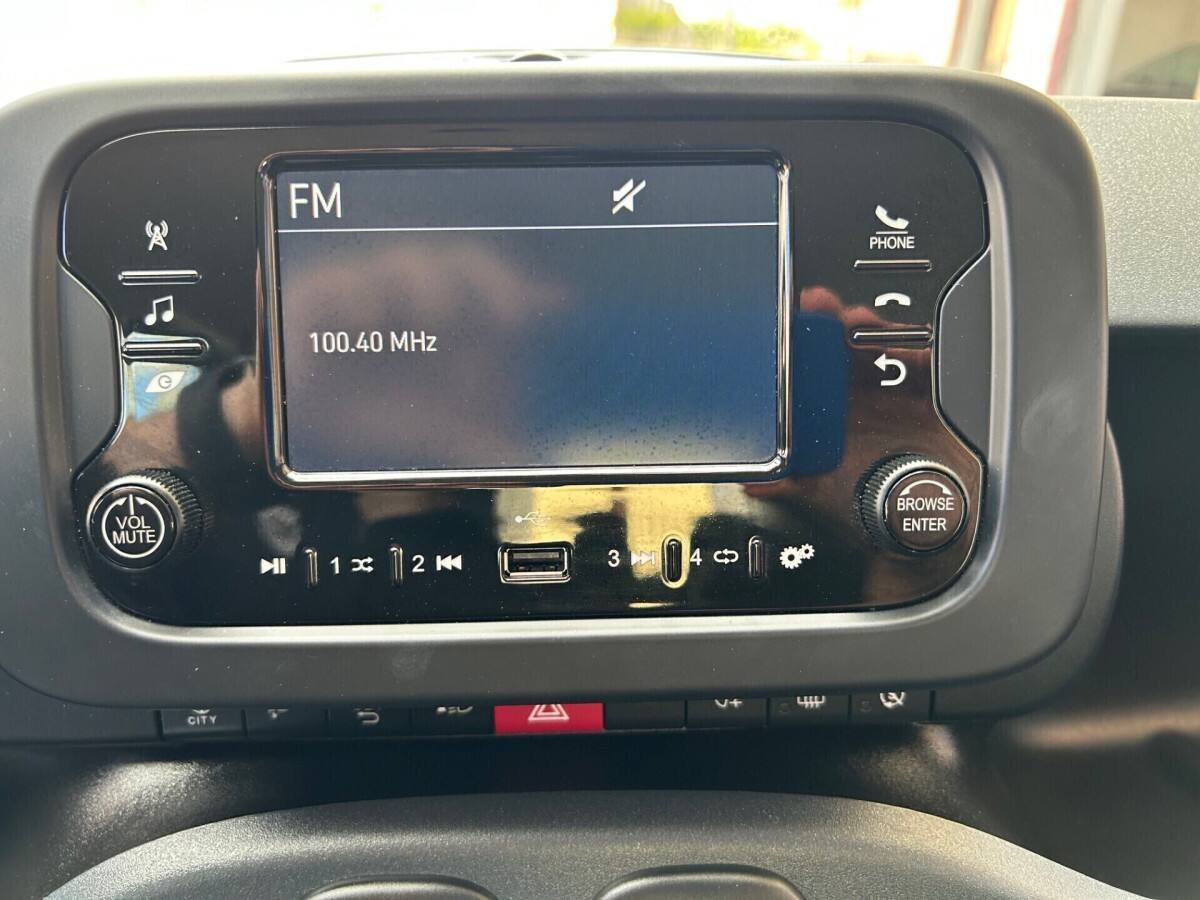 FM
100.40 MHz
PHONE
VOL
MUTE
BROWSE
ENTER
1
2
3
4
CITY